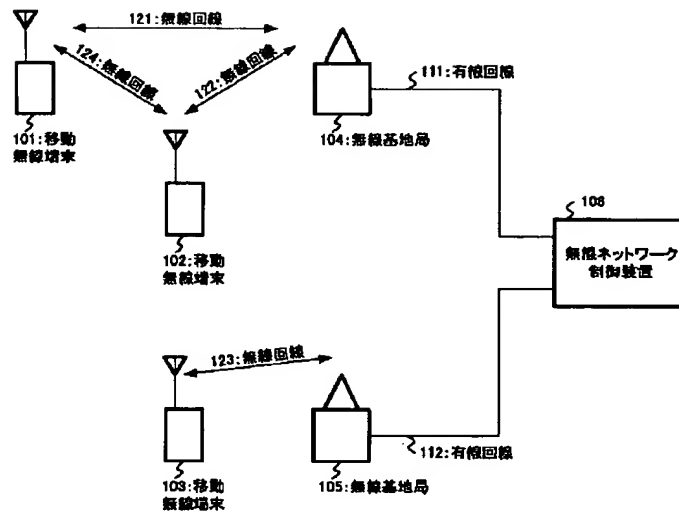 121:無線回線
124:無線回線
122:無線回線
111:有線回線
101:移動
無線端末
104:無線基地局
102:移動
無線端末
106
無線ネットワーク
制御装置
123:無線回線
112:有線回線
103:移動
無線端末
105:無線基地局